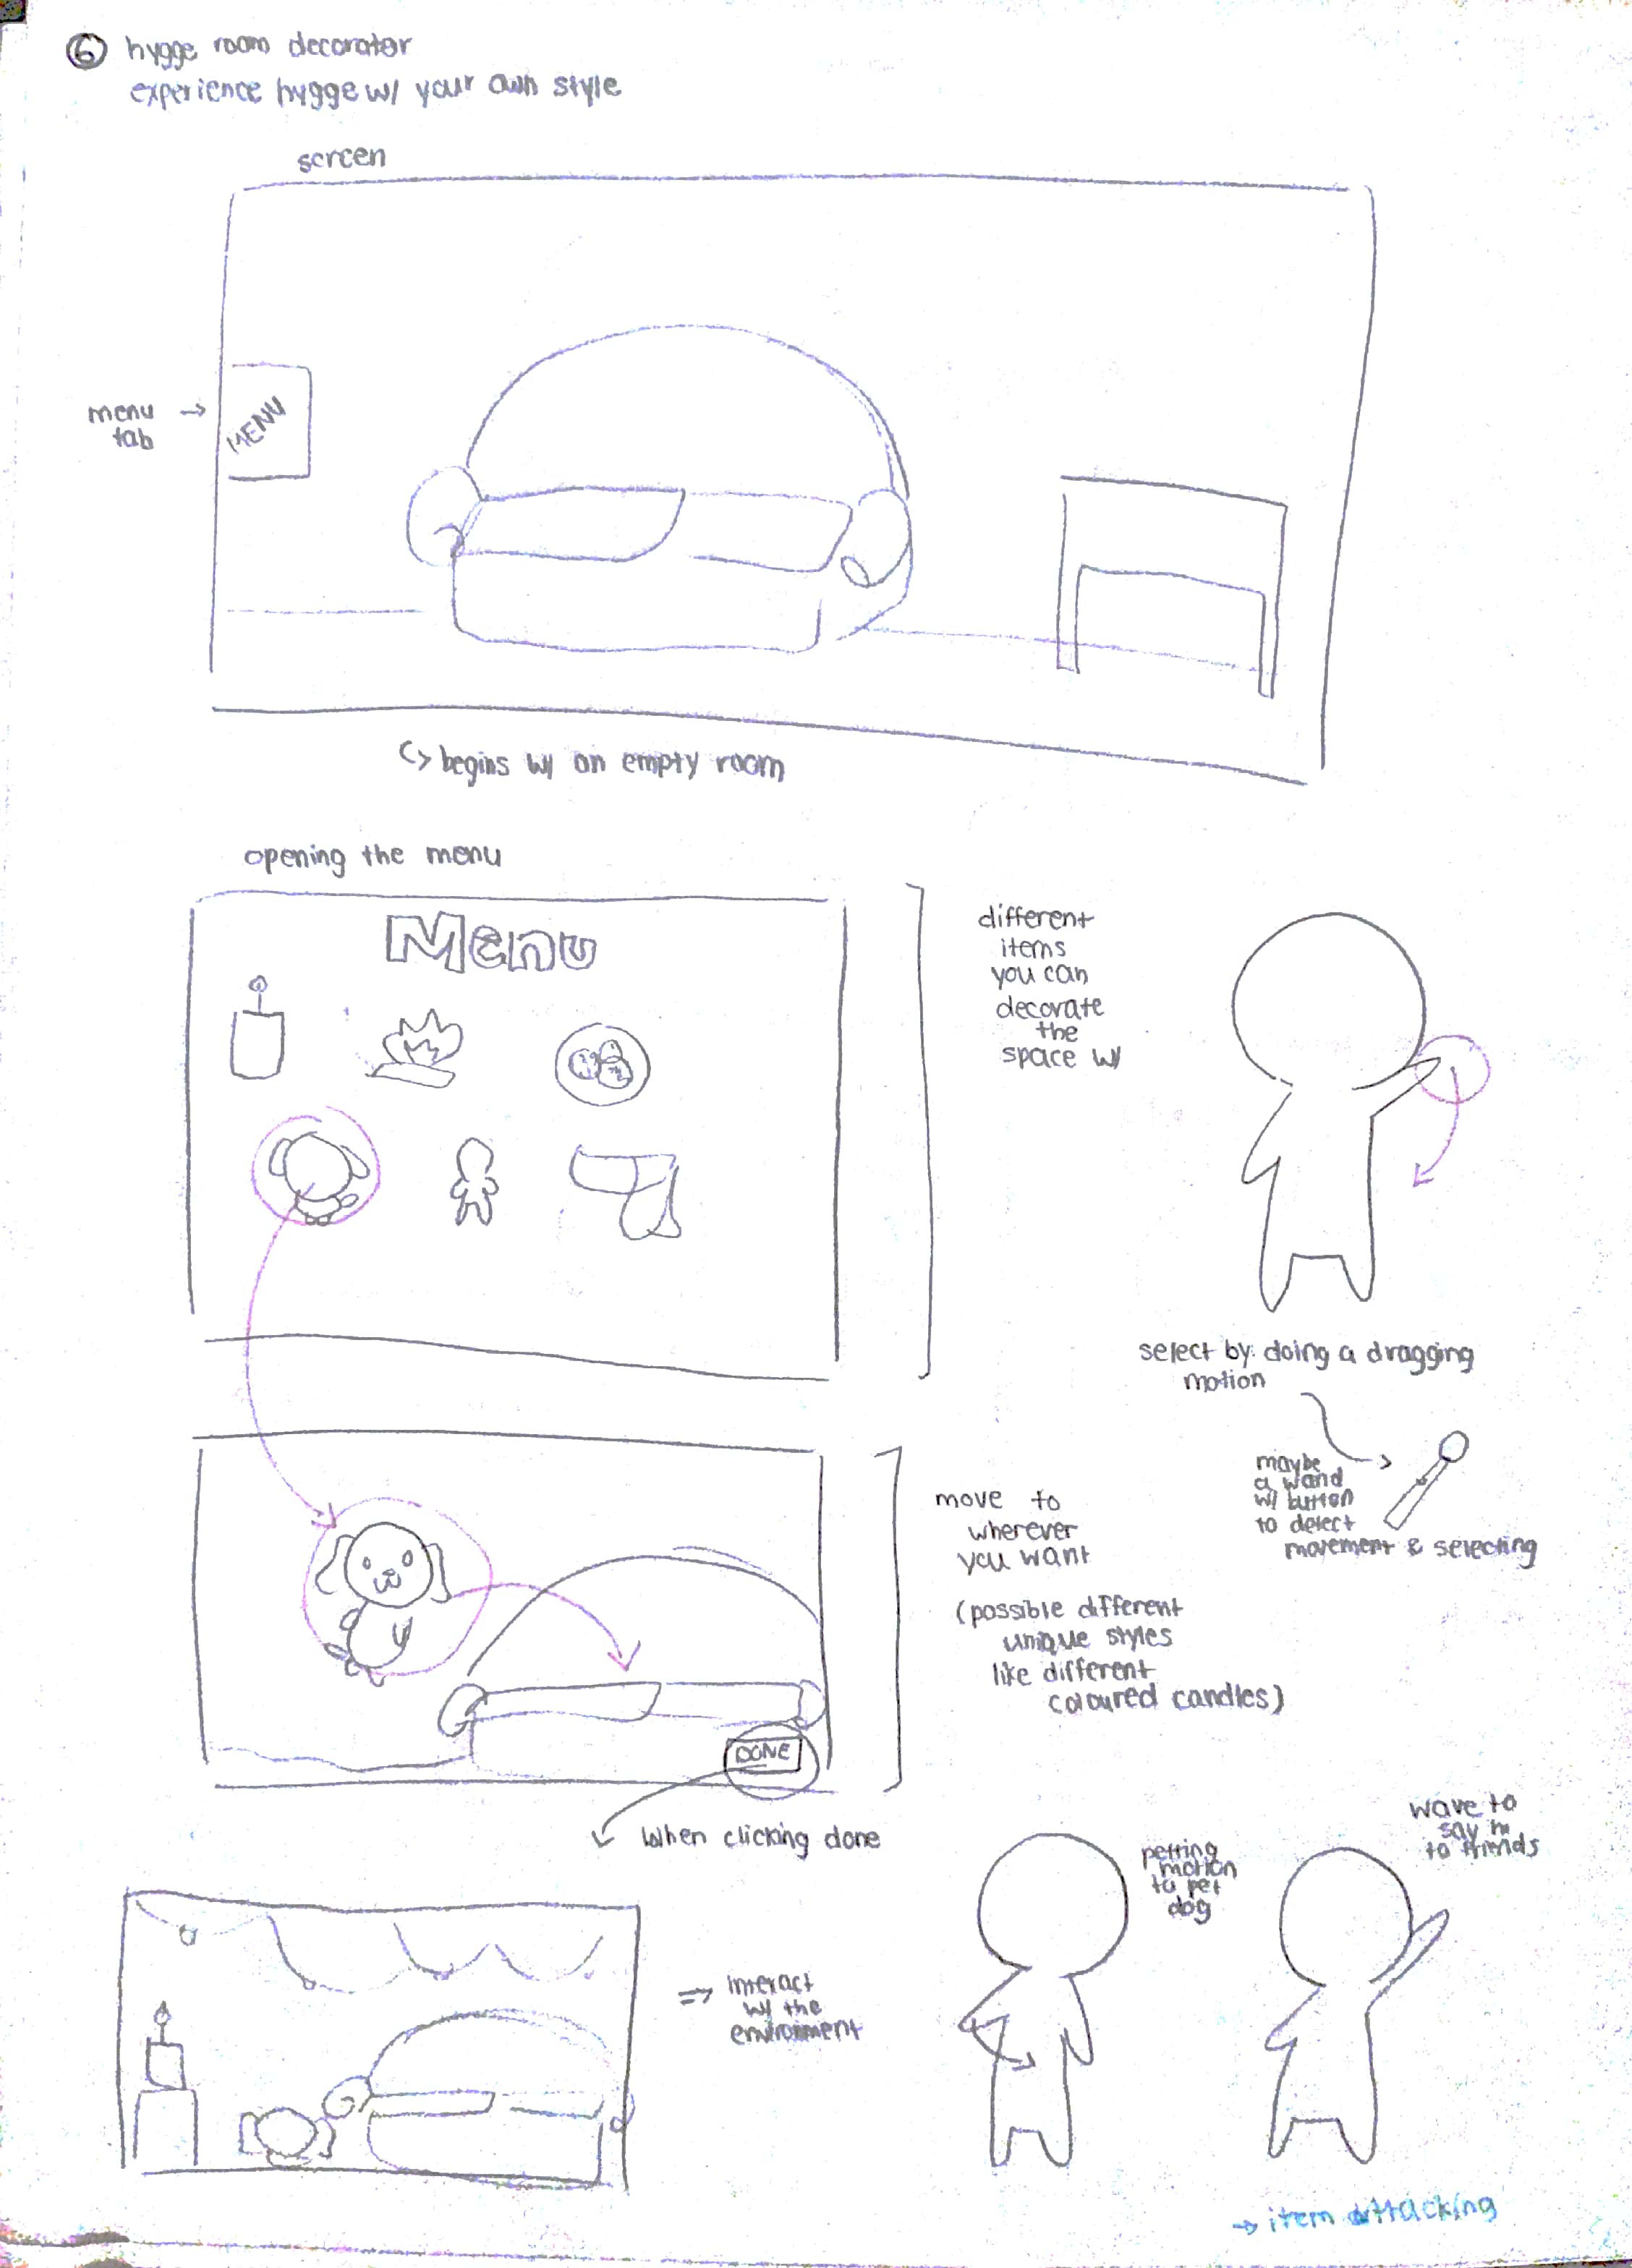 6 hygge room decorator
experience hygge w/ your own style
screen
menu
tab
MENU
begins w/ an empty room
opening the menu
Menu
different
items
you can
decorate
the
space w/
select by: doing a dragging
motion
maybe
a wand
w/ button
to detect
movement & selecting
move to
wherever
you want
(possible different
unique styles
like different
coloured candles)
DONE
When clicking done
interact
w/ the
environment
petting
motion
to pet
dog
wave to
say hi
to friends
→ item tracking